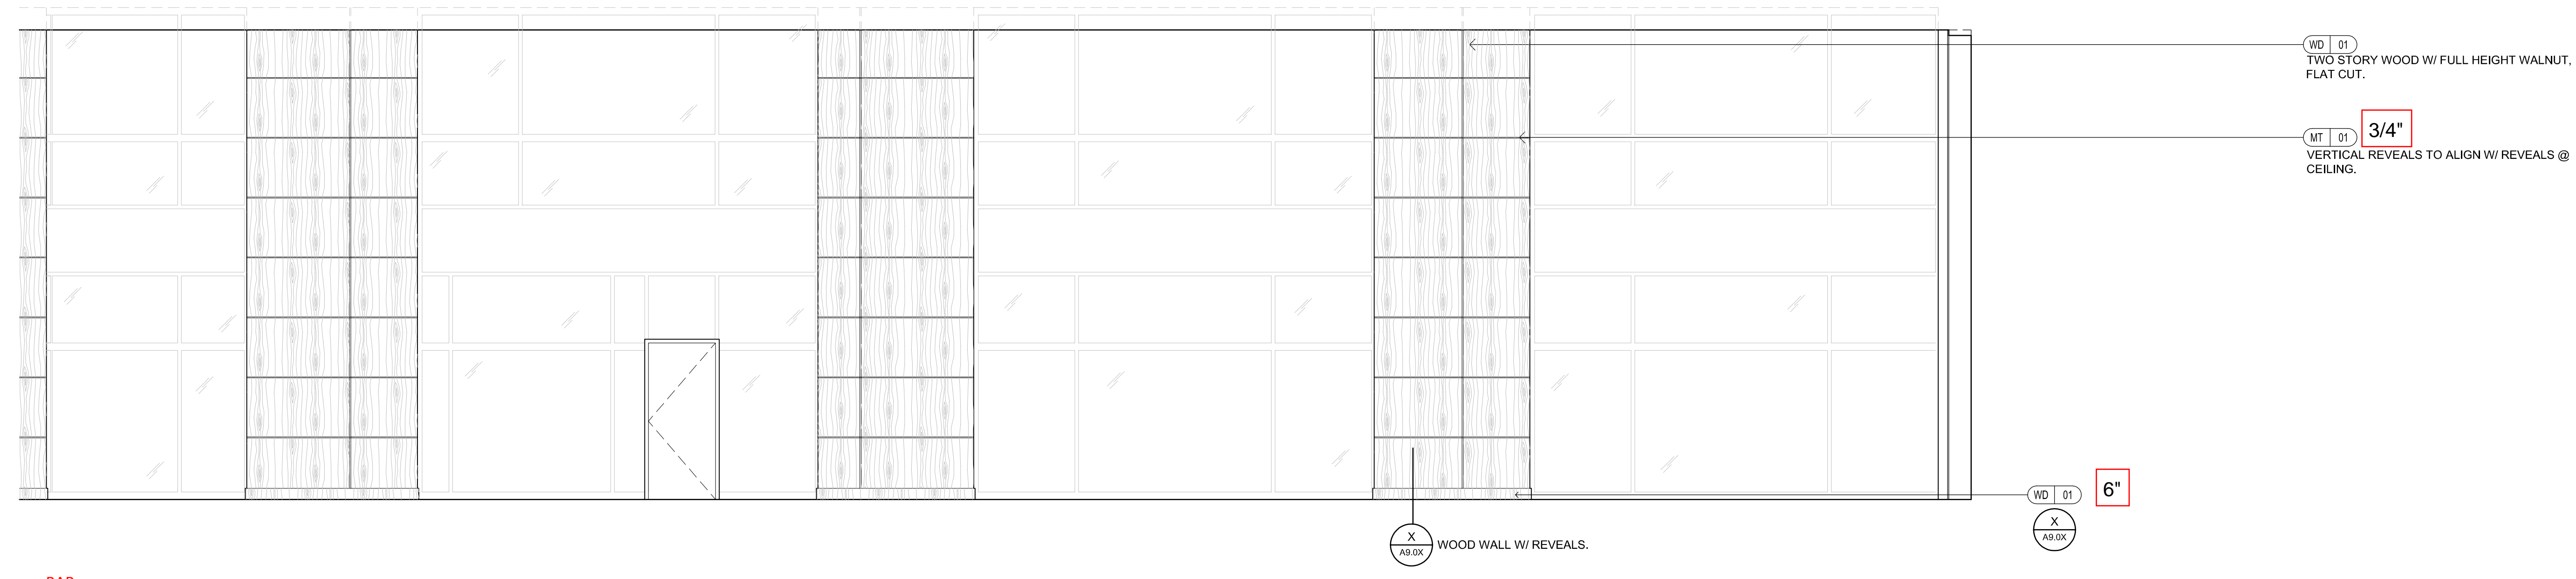 WD 01
TWO STORY WOOD W/ FULL HEIGHT WALNUT,
FLAT CUT.
MT 01 3/4"
VERTICAL REVEALS TO ALIGN W/ REVEALS @
CEILING.
WD 01 6"
X
A9.0X
X
A9.0X
WOOD WALL W/ REVEALS.